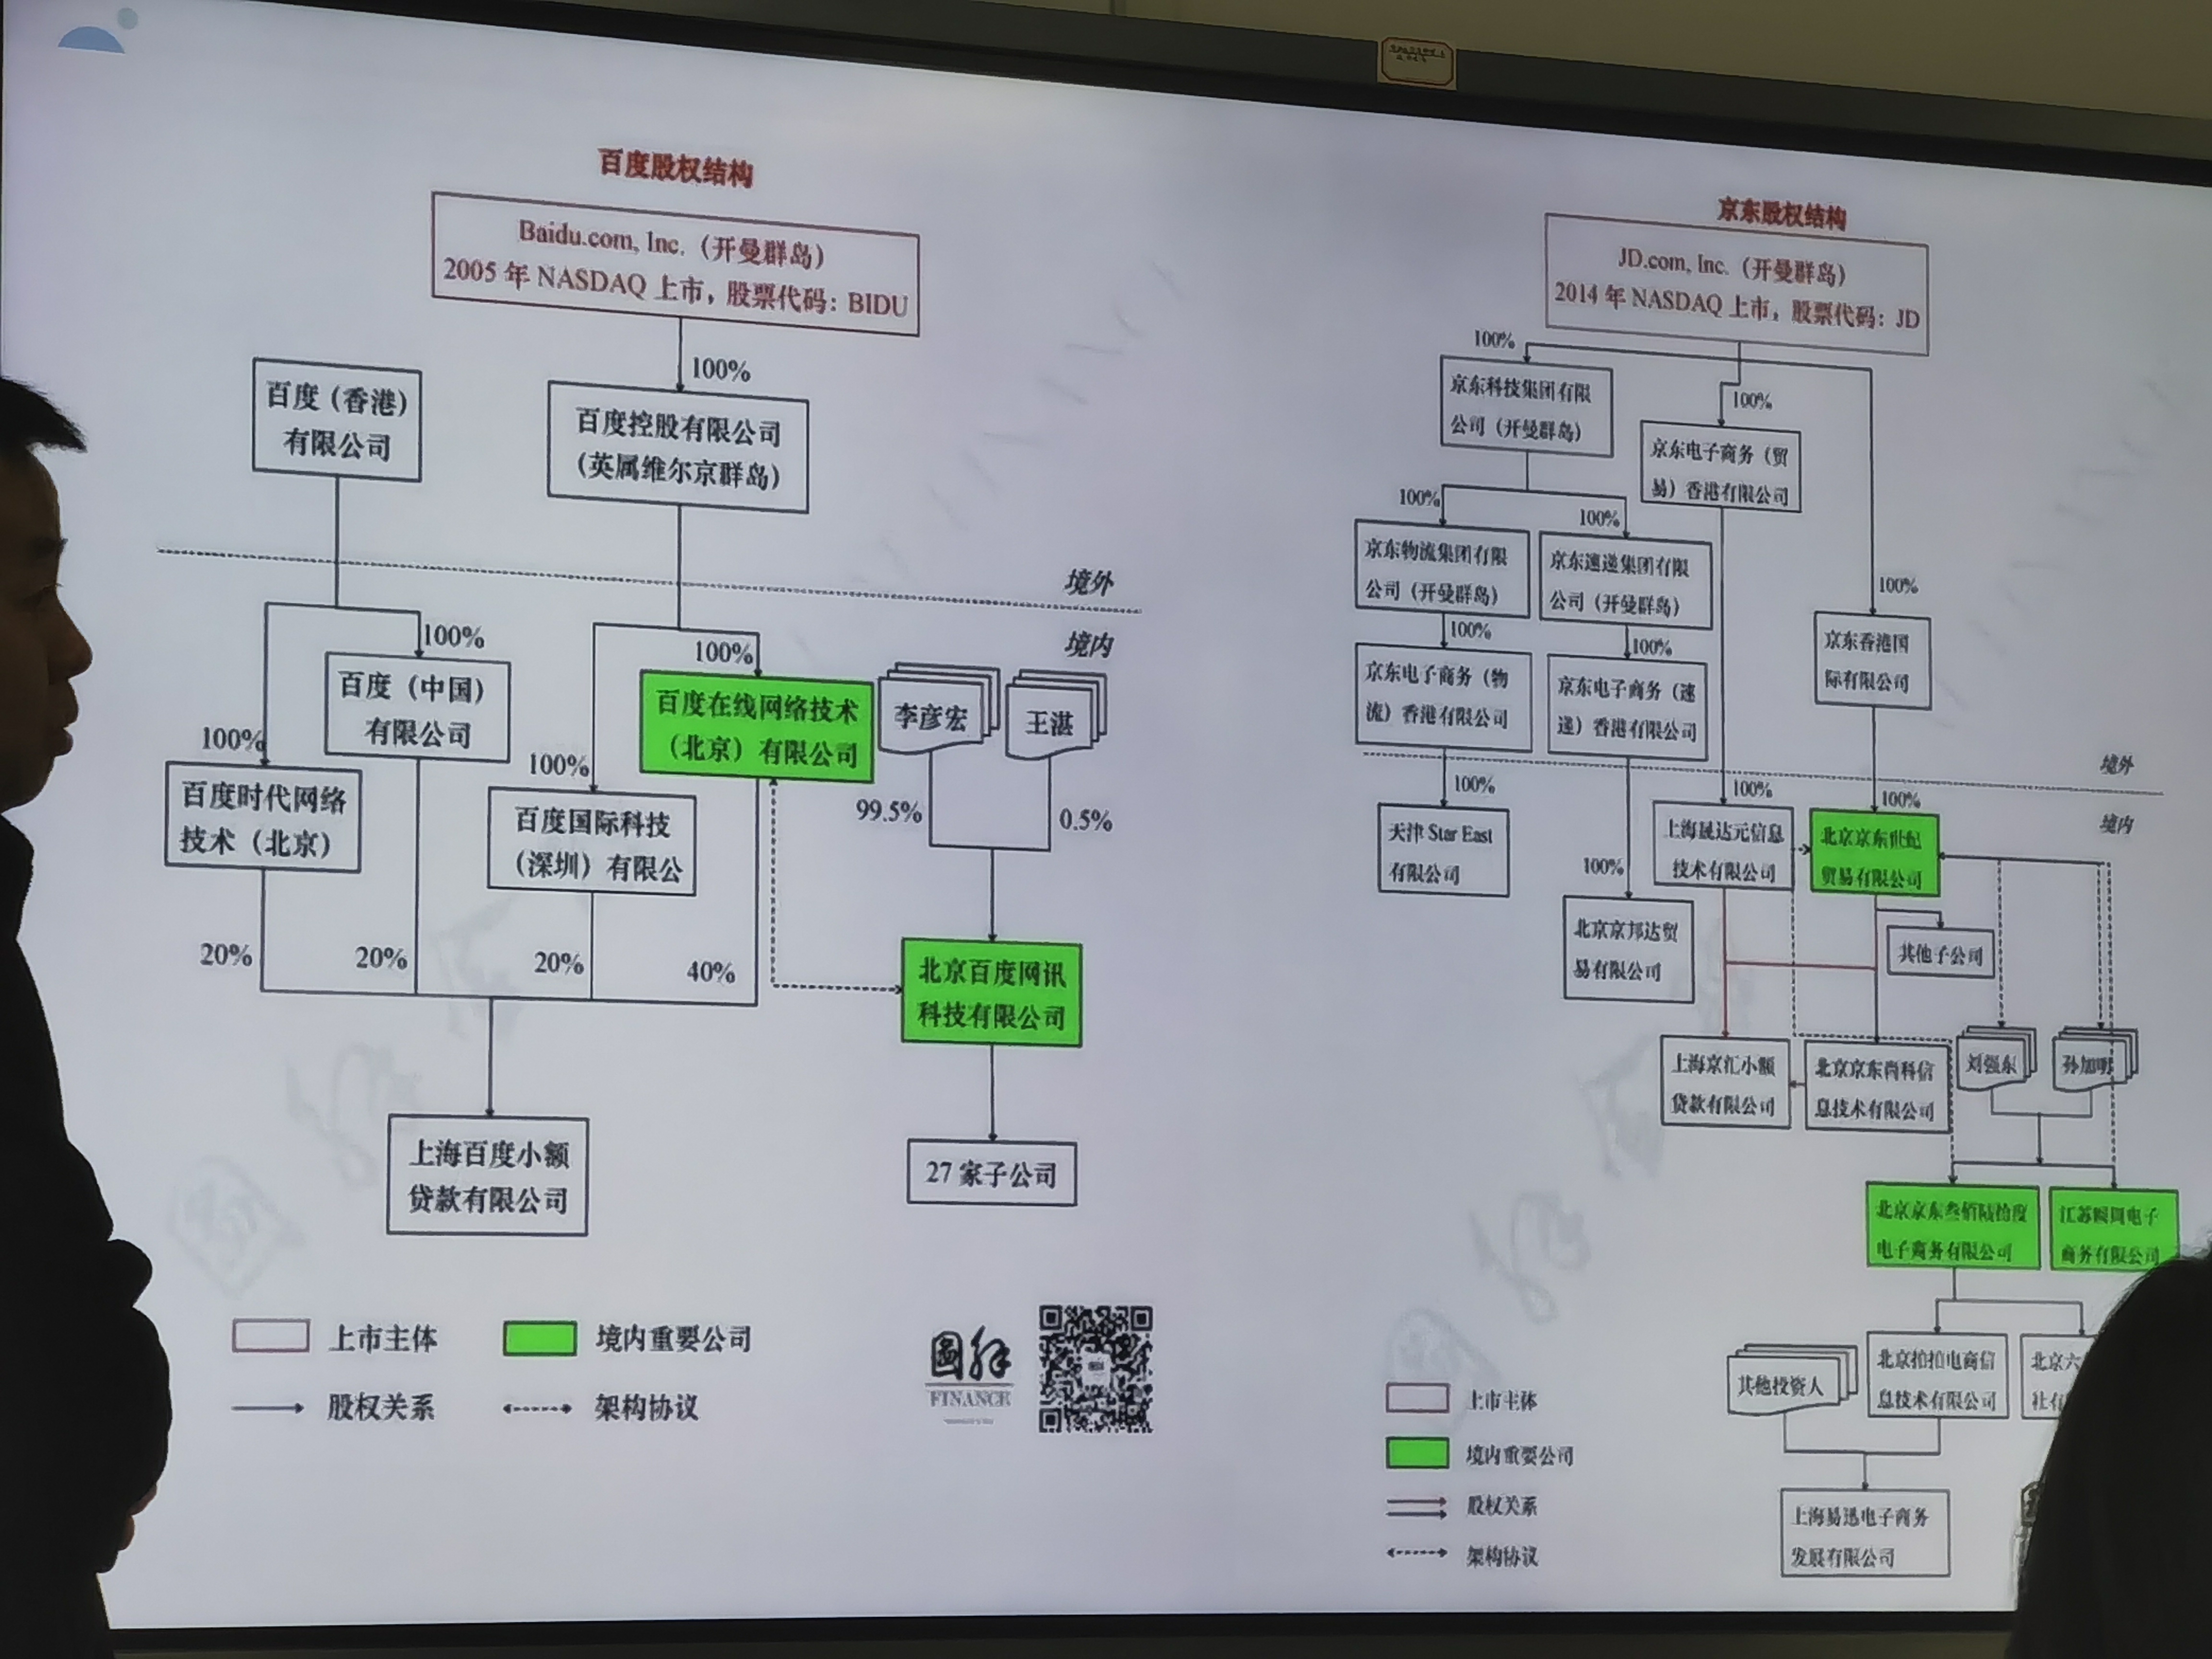 百度股权结构
Baidu.com, Inc.（开曼群岛）
2005 年 NASDAQ 上市，股票代码：BIDU
100%
百度（香港）
有限公司
百度控股有限公司
（英属维尔京群岛）
境外
境内
100%
100%
百度（中国）
有限公司
百度在线网络技术
（北京）有限公司
李彦宏
王湛
100%
100%
99.5%
0.5%
百度时代网络
技术（北京）
百度国际科技
（深圳）有限公
20%
20%
20%
40%
北京百度网讯
科技有限公司
上海百度小额
贷款有限公司
27 家子公司
上市主体
境内重要公司
股权关系
架构协议
FINANCE
京东股权结构
JD.com, Inc.（开曼群岛）
2014 年 NASDAQ 上市，股票代码：JD
100%
京东科技集团有限
公司（开曼群岛）
100%
京东电子商务（贸
易）香港有限公司
100%
100%
京东物流集团有限
公司（开曼群岛）
京东速递集团有限
公司（开曼群岛）
100%
100%
100%
京东电子商务（物
流）香港有限公司
京东电子商务（速
递）香港有限公司
京东香港国
际有限公司
境外
境内
100%
100%
100%
天津 Star East
有限公司
上海晟达元信息
技术有限公司
北京京东世纪
贸易有限公司
100%
北京京邦达贸
易有限公司
其他子公司
上海京汇小额
贷款有限公司
北京京东尚科信
息技术有限公司
刘强东
孙加明
北京京东叁佰陆拾度
电子商务有限公司
江苏圆周电子
商务有限公司
其他投资人
北京拍拍电商信
息技术有限公司
北京六
社有
上海易迅电子商务
发展有限公司
上市主体
境内重要公司
股权关系
架构协议